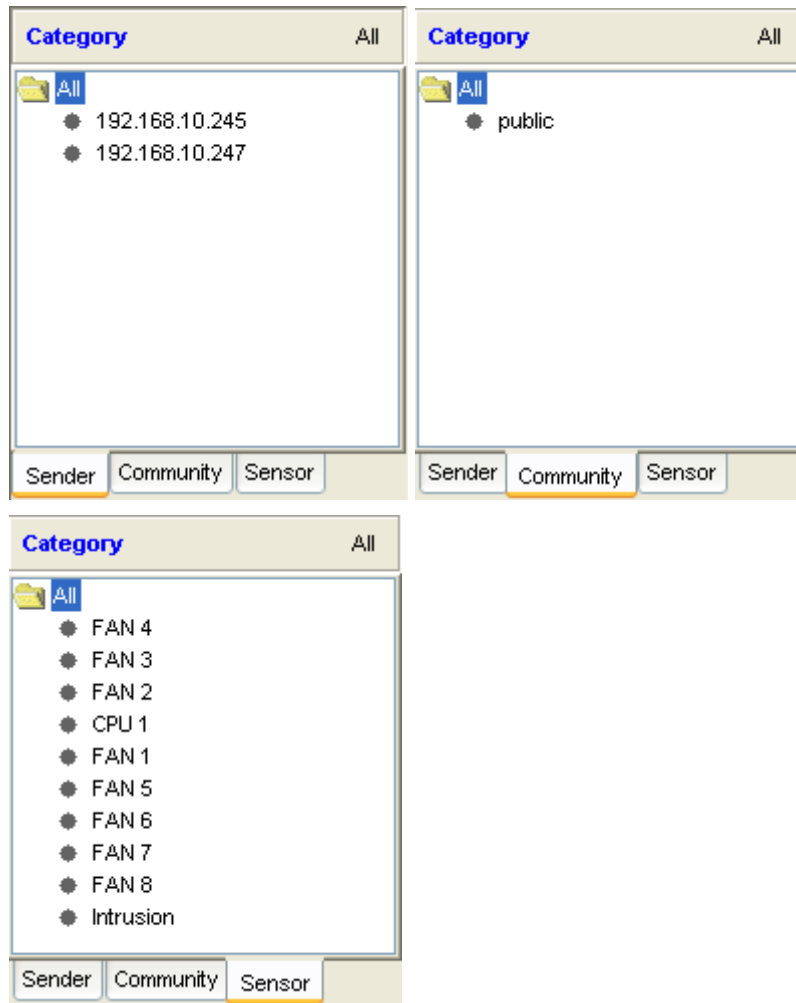 Category All
All
192.168.10.245
192.168.10.247
Sender Community Sensor
Category All
All
public
Sender Community Sensor
Category All
All
FAN 4
FAN 3
FAN 2
CPU 1
FAN 1
FAN 5
FAN 6
FAN 7
FAN 8
Intrusion
Sender Community Sensor